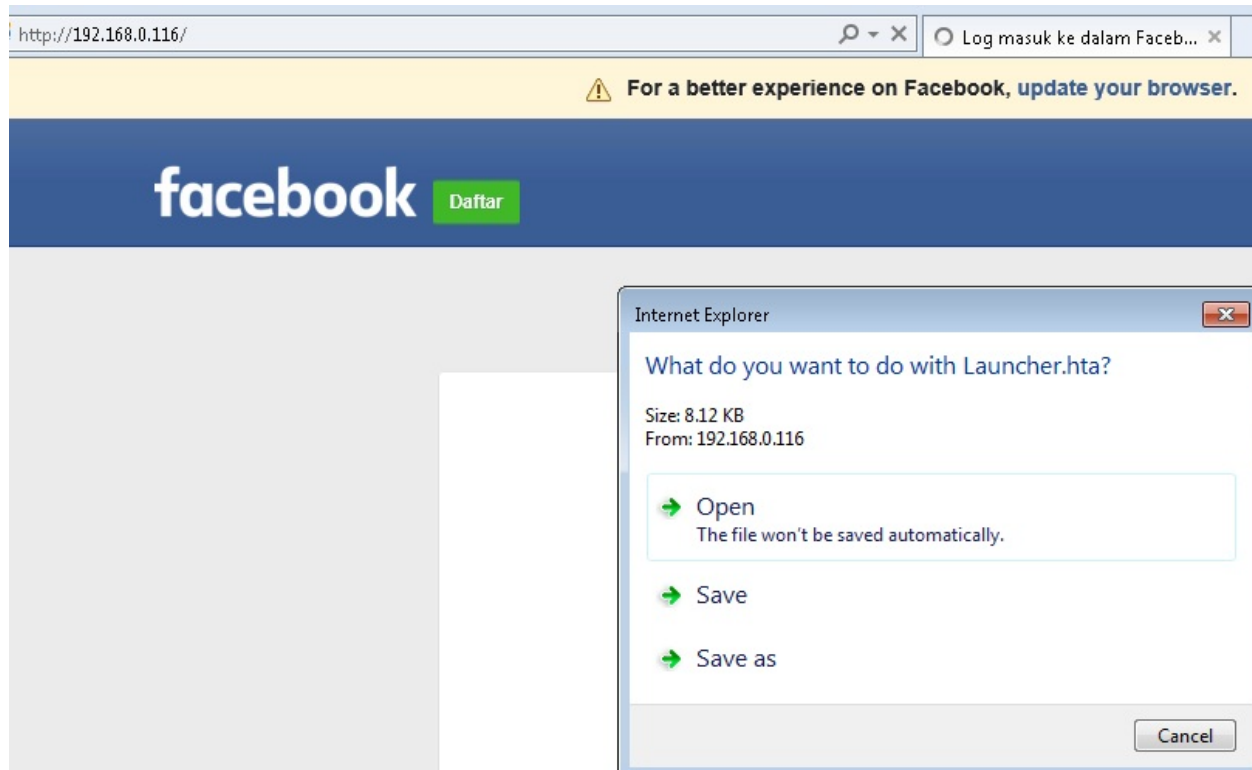 http://192.168.0.116/
Log masuk ke dalam Faceb...
For a better experience on Facebook, update your browser.
facebook
Daftar
Internet Explorer
What do you want to do with Launcher.hta?
Size: 8.12 KB
From: 192.168.0.116
Open
The file won't be saved automatically.
Save
Save as
Cancel